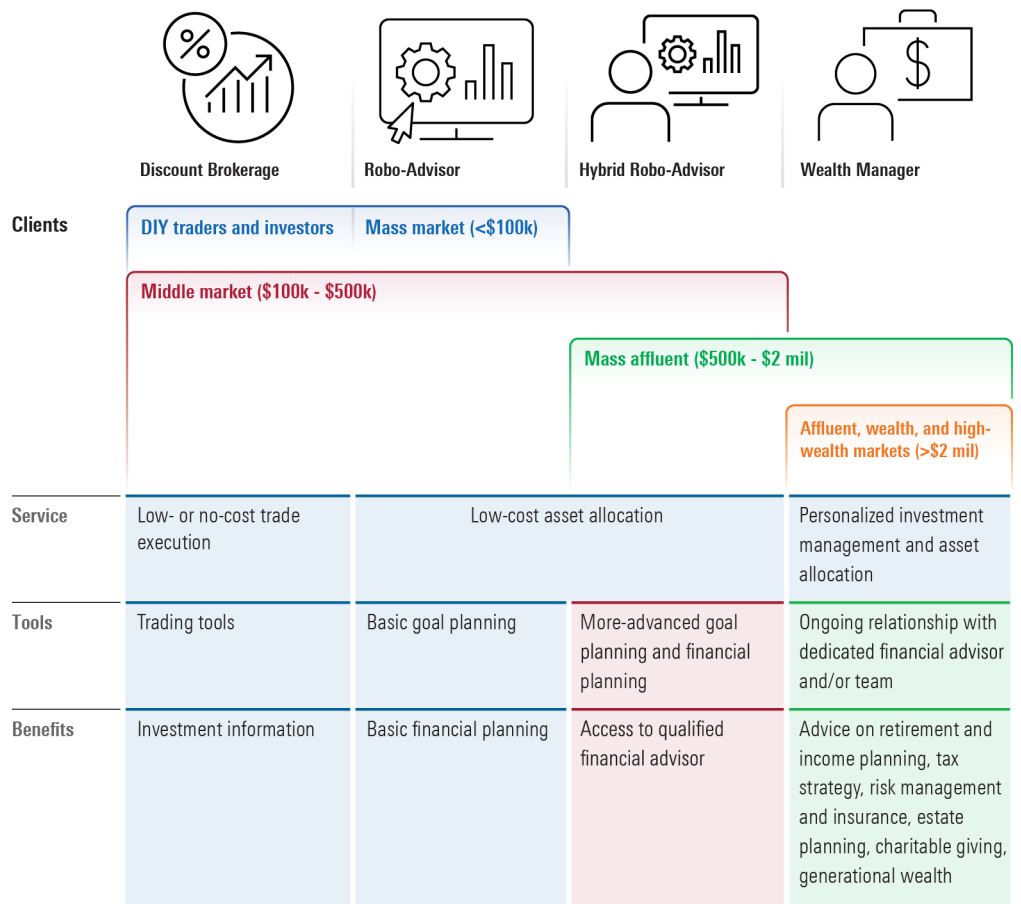 %
$
Discount Brokerage
Robo-Advisor
Hybrid Robo-Advisor
Wealth Manager
Clients
DIY traders and investors
Mass market (<$100k)
Middle market ($100k - $500k)
Mass affluent ($500k - $2 mil)
Affluent, wealth, and high-
wealth markets (>$2 mil)
Service
Low- or no-cost trade
execution
Low-cost asset allocation
Personalized investment
management and asset
allocation
Tools
Trading tools
Basic goal planning
More-advanced goal
planning and financial
planning
Ongoing relationship with
dedicated financial advisor
and/or team
Benefits
Investment information
Basic financial planning
Access to qualified
financial advisor
Advice on retirement and
income planning, tax
strategy, risk management
and insurance, estate
planning, charitable giving,
generational wealth